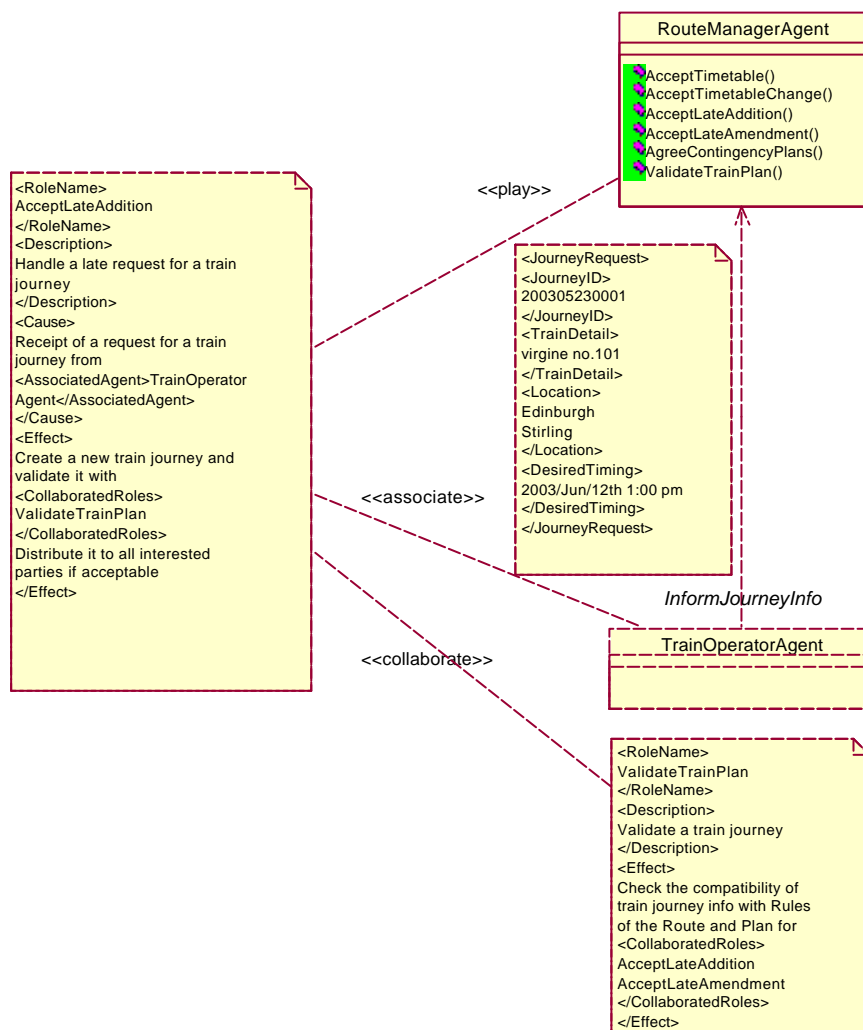 RouteManagerAgent
AcceptTimetable()
AcceptTimetableChange()
AcceptLateAddition()
AcceptLateAmendment()
AgreeContingencyPlans()
ValidateTrainPlan()
<RoleName>
AcceptLateAddition
</RoleName>
<Description>
Handle a late request for a train
journey
</Description>
<Cause>
Receipt of a request for a train
journey from
<AssociatedAgent>TrainOperator
Agent</AssociatedAgent>
</Cause>
<Effect>
Create a new train journey and
validate it with
<CollaboratedRoles>
ValidateTrainPlan
</CollaboratedRoles>
Distribute it to all interested
parties if acceptable
</Effect>
<<play>>
<JourneyRequest>
<JourneyID>
200305230001
</JourneyID>
<TrainDetail>
virgine no.101
</TrainDetail>
<Location>
Edinburgh
Stirling
</Location>
<DesiredTiming>
2003/Jun/12th 1:00 pm
</DesiredTiming>
</JourneyRequest>
<<associate>>
InformJourneyInfo
TrainOperatorAgent
<<collaborate>>
<RoleName>
ValidateTrainPlan
</RoleName>
<Description>
Validate a train journey
</Description>
<Effect>
Check the compatibility of
train journey info with Rules
of the Route and Plan for
<CollaboratedRoles>
AcceptLateAddition
AcceptLateAmendment
</CollaboratedRoles>
</Effect>